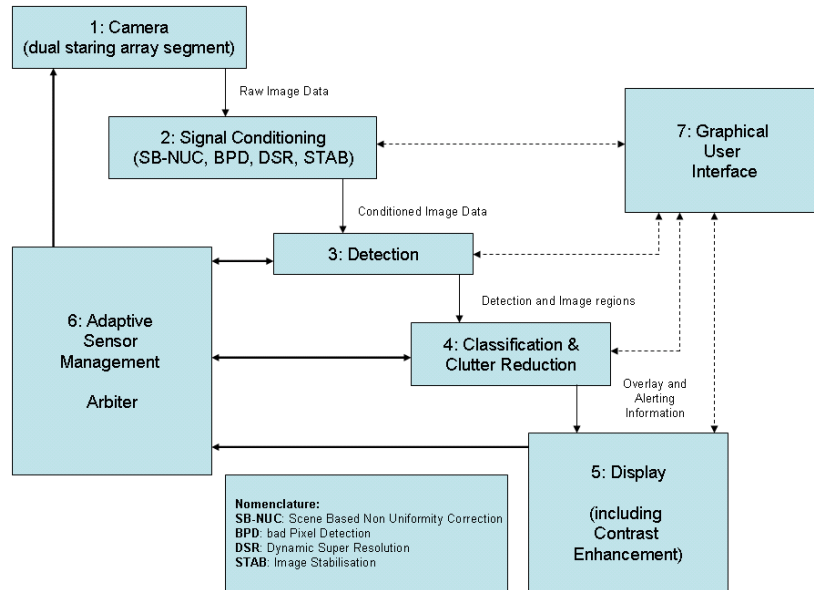 1: Camera
(dual staring array segment)
Raw Image Data
2: Signal Conditioning
(SB-NUC, BPD, DSR, STAB)
7: Graphical
User
Interface
Conditioned Image Data
3: Detection
Detection and Image regions
6: Adaptive
Sensor
Management
Arbiter
4: Classification &
Clutter Reduction
Overlay and
Alerting
Information
5: Display
(including
Contrast
Enhancement)
Nomenclature:
SB-NUC: Scene Based Non Uniformity Correction
BPD: bad Pixel Detection
DSR: Dynamic Super Resolution
STAB: Image Stabilisation